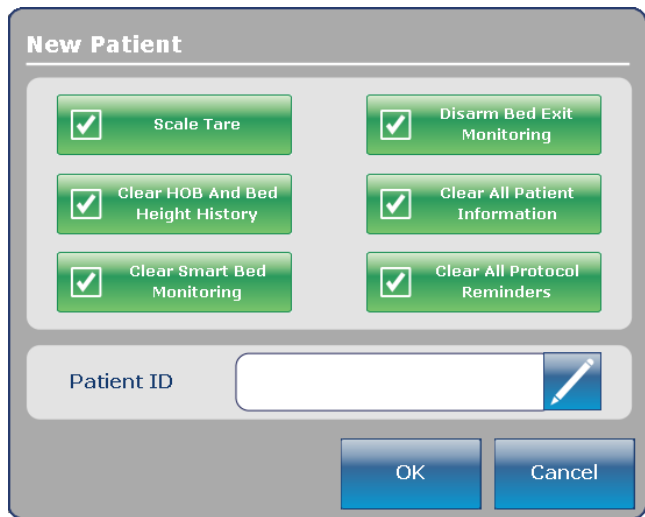 New Patient
Scale Tare
Disarm Bed Exit
Monitoring
Clear HOB And Bed
Height History
Clear All Patient
Information
Clear Smart Bed
Monitoring
Clear All Protocol
Reminders
Patient ID
OK
Cancel